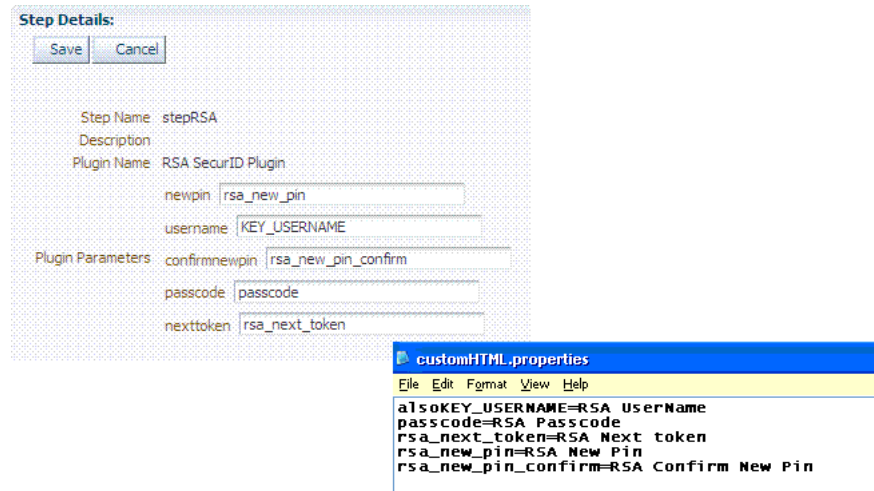 Step Details:
Save Cancel
Step Name stepRSA
Description
Plugin Name RSA SecurID Plugin
newpin rsa_new_pin
username KEY_USERNAME
Plugin Parameters confirmnewpin rsa_new_pin_confirm
passcode passcode
nexttoken rsa_next_token
customHTML.properties
File Edit Format View Help
alsoKEY_USERNAME=RSA UserName
passcode=RSA Passcode
rsa_next_token=RSA Next token
rsa_new_pin=RSA New Pin
rsa_new_pin_confirm=RSA Confirm New Pin